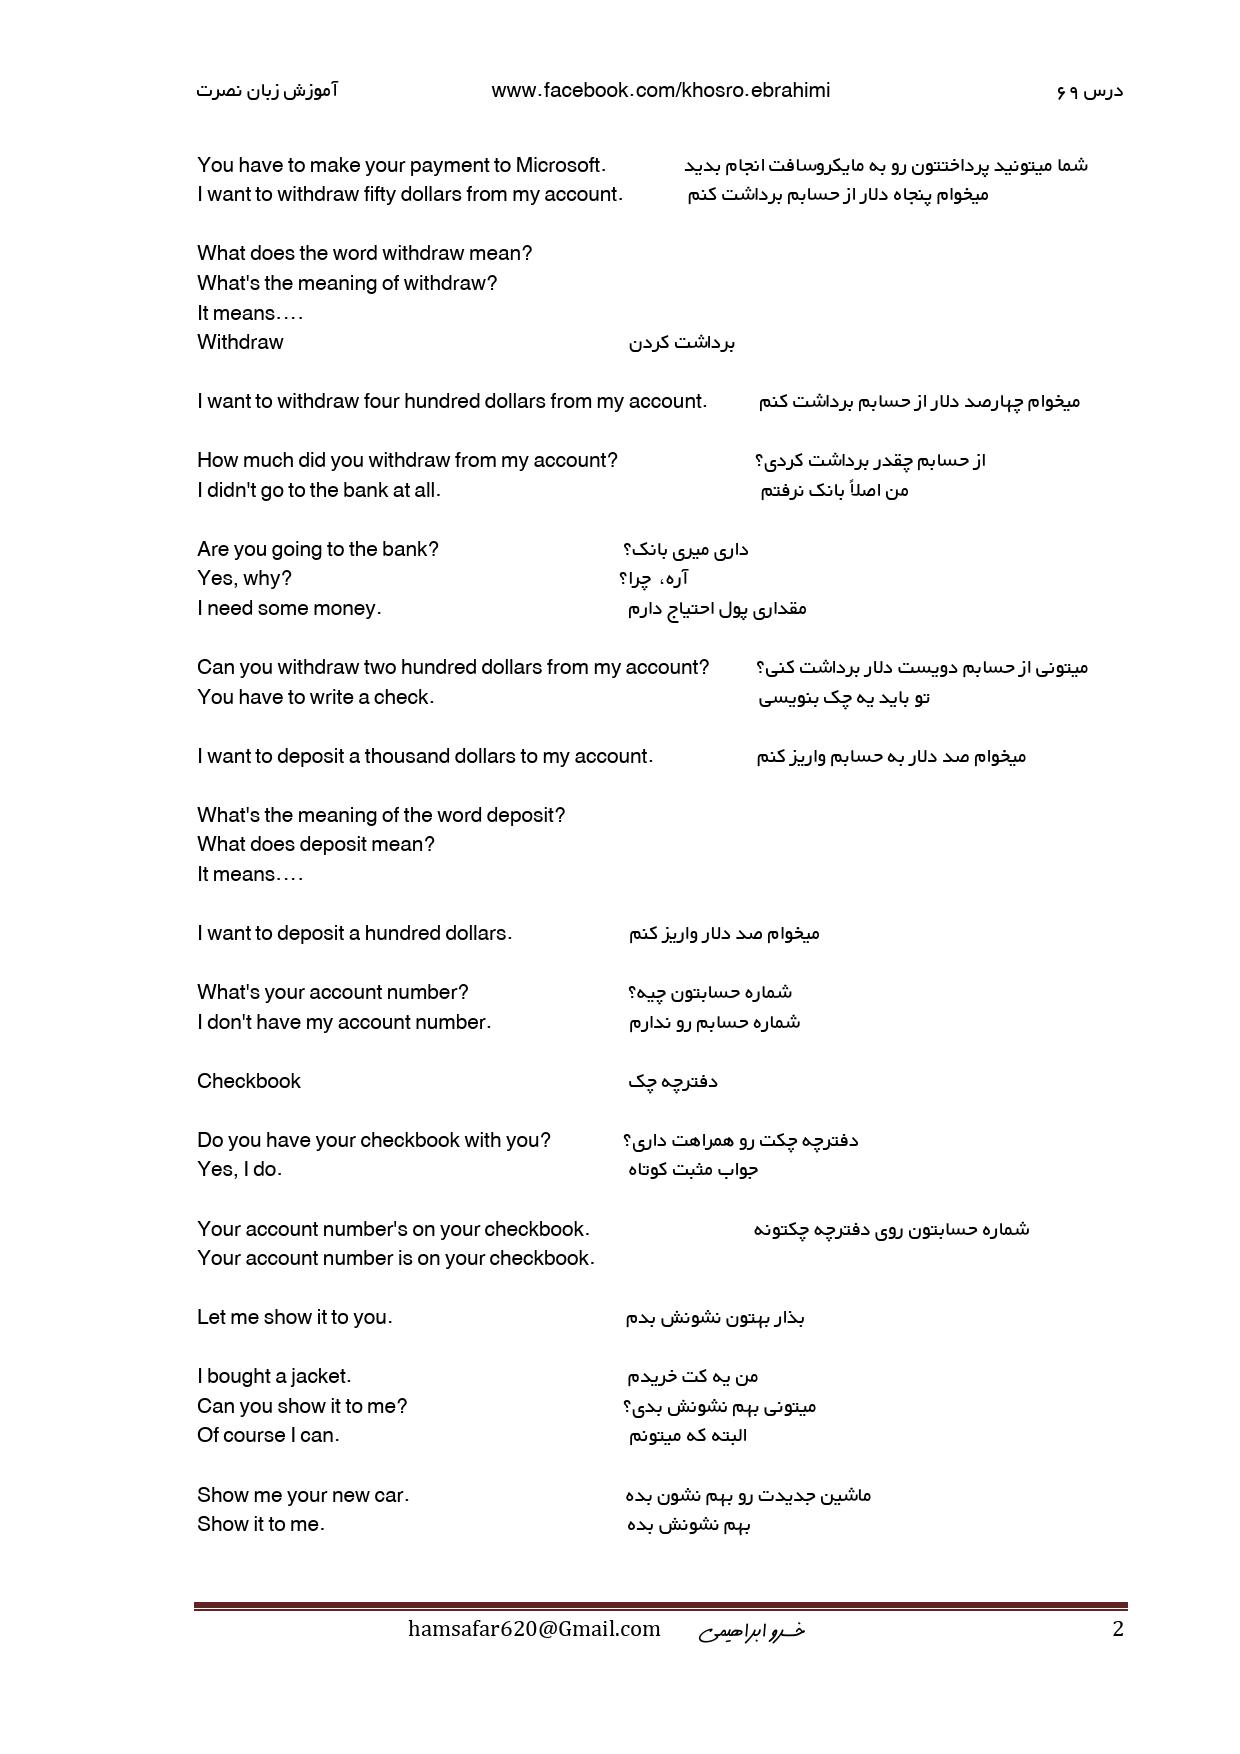 آموزش زبان نصرت www.facebook.com/khosro.ebrahimi درس ۶۹
You have to make your payment to Microsoft. شما میتونید پرداختتون رو به مایکروسافت انجام بدید
I want to withdraw fifty dollars from my account. میخوام پنجاه دلار از حسابم برداشت کنم
What does the word withdraw mean?
What's the meaning of withdraw?
It means....
Withdraw برداشت کردن
I want to withdraw four hundred dollars from my account. میخوام چهارصد دلار از حسابم برداشت کنم
How much did you withdraw from my account? از حسابم چقدر برداشت کردی؟
I didn't go to the bank at all. من اصلاً بانک نرفتم
Are you going to the bank? داری میری بانک؟
Yes, why? آره، چرا؟
I need some money. مقداری پول احتیاج دارم
Can you withdraw two hundred dollars from my account? میتونی از حسابم دویست دلار برداشت کنی؟
You have to write a check. تو باید یه چک بنویسی
I want to deposit a thousand dollars to my account. میخوام صد دلار به حسابم واریز کنم
What's the meaning of the word deposit?
What does deposit mean?
It means....
I want to deposit a hundred dollars. میخوام صد دلار واریز کنم
What's your account number? شماره حسابتون چیه؟
I don't have my account number. شماره حسابم رو ندارم
Checkbook دفترچه چک
Do you have your checkbook with you? دفترچه چکت رو همراهت داری؟
Yes, I do. جواب مثبت کوتاه
Your account number's on your checkbook. شماره حسابتون روی دفترچه چکتونه
Your account number is on your checkbook.
Let me show it to you. بذار بهتون نشونش بدم
I bought a jacket. من یه کت خریدم
Can you show it to me? میتونی بهم نشونش بدی؟
Of course I can. البته که میتونم
Show me your new car. ماشین جدیدت رو بهم نشون بده
Show it to me. بهم نشونش بده
hamsafar620@Gmail.com خسرو ابراهیمی 2